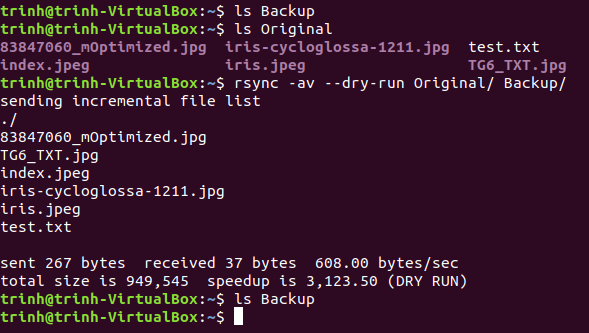 trinh@trinh-VirtualBox:~$ ls Backup
trinh@trinh-VirtualBox:~$ ls Original
83847060_mOptimized.jpg  iris-cycloglossa-1211.jpg  test.txt
index.jpeg               iris.jpeg                  TG6_TXT.jpg
trinh@trinh-VirtualBox:~$ rsync -av --dry-run Original/ Backup/
sending incremental file list
./
83847060_mOptimized.jpg
TG6_TXT.jpg
index.jpeg
iris-cycloglossa-1211.jpg
iris.jpeg
test.txt
sent 267 bytes  received 37 bytes  608.00 bytes/sec
total size is 949,545  speedup is 3,123.50 (DRY RUN)
trinh@trinh-VirtualBox:~$ ls Backup
trinh@trinh-VirtualBox:~$